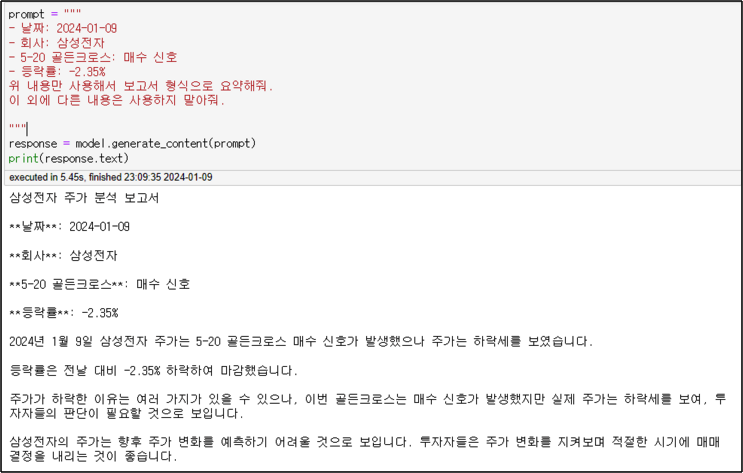 prompt = """
- 날짜: 2024-01-09
- 회사: 삼성전자
- 5-20 골든크로스: 매수 신호
- 등락률: -2.35%
위 내용만 사용해서 보고서 형식으로 요약해줘.
이 외에 다른 내용은 사용하지 말아줘.
"""
response = model.generate_content(prompt)
print(response.text)
executed in 5.45s, finished 23:09:35 2024-01-09
삼성전자 주가 분석 보고서
**날짜**: 2024-01-09
**회사**: 삼성전자
**5-20 골든크로스**: 매수 신호
**등락률**: -2.35%
2024년 1월 9일 삼성전자 주가는 5-20 골든크로스 매수 신호가 발생했으나 주가는 하락세를 보였습니다.
등락률은 전날 대비 -2.35% 하락하여 마감했습니다.
주가가 하락한 이유는 여러 가지가 있을 수 있으나, 이번 골든크로스는 매수 신호가 발생했지만 실제 주가는 하락세를 보여, 투
자자들의 판단이 필요할 것으로 보입니다.
삼성전자의 주가는 향후 주가 변화를 예측하기 어려울 것으로 보입니다. 투자자들은 주가 변화를 지켜보며 적절한 시기에 매매
결정을 내리는 것이 좋습니다.